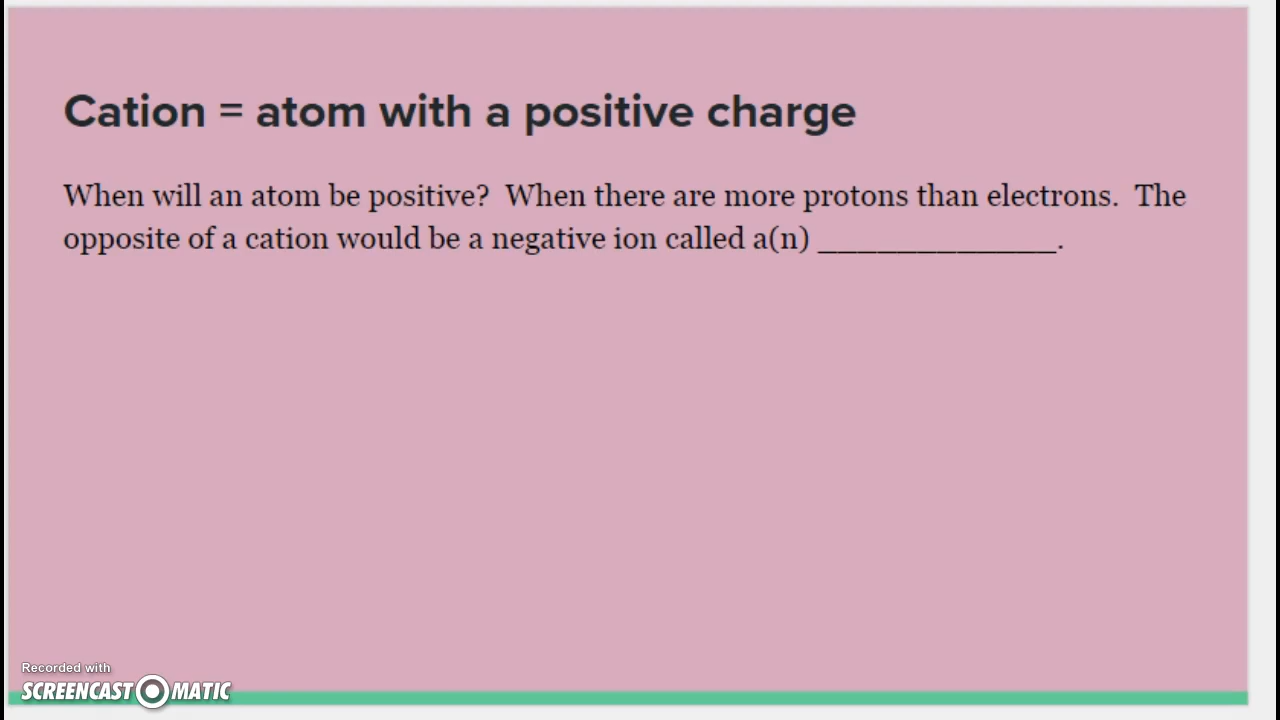 Cation = atom with a positive charge
When will an atom be positive?  When there are more protons than electrons.  The
opposite of a cation would be a negative ion called a(n) _____________.
Recorded with
SCREENCAST MATIC